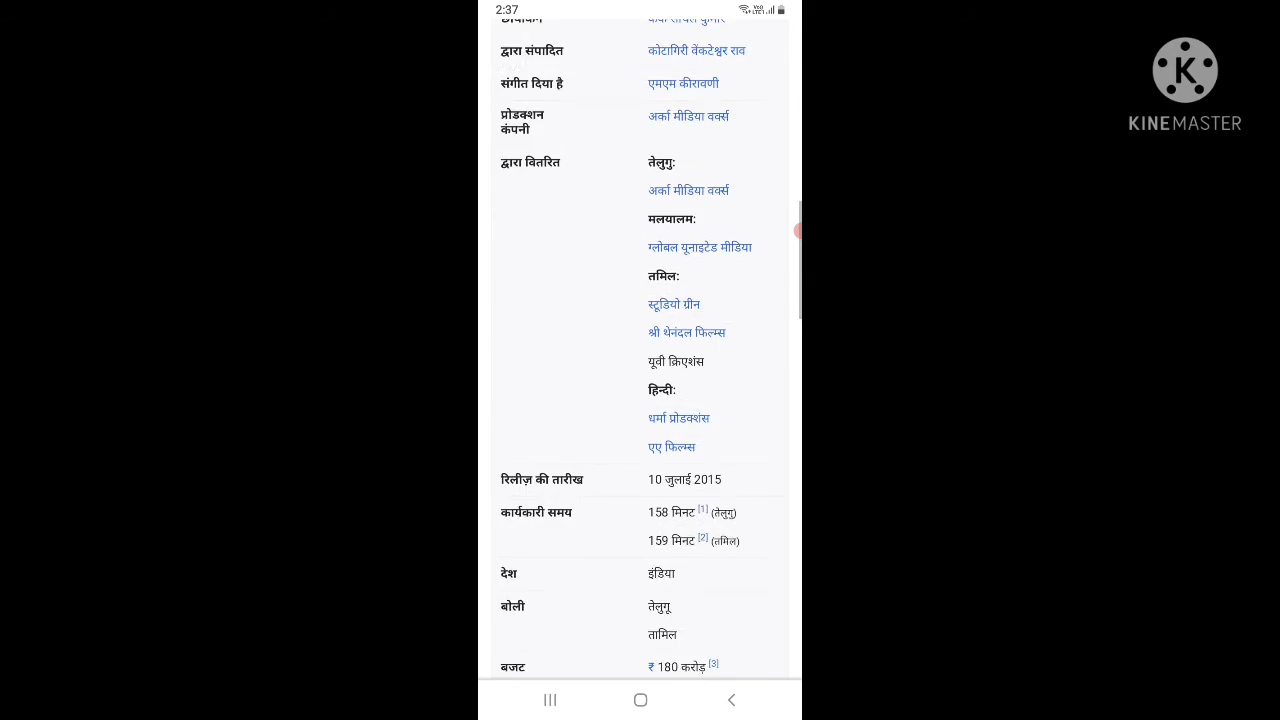 2:37
द्वारा संपादित
कोटागिरी वेंकटेश्वर राव
संगीत दिया है
एमएम कीरावणी
प्रोडक्शन
कंपनी
अर्का मीडिया वर्क्स
द्वारा वितरित
तेलुगु:
अर्का मीडिया वर्क्स
मलयालम:
ग्लोबल यूनाइटेड मीडिया
तमिल:
स्टूडियो ग्रीन
श्री थेनंदल फिल्म्स
यूवी क्रिएशंस
हिन्दी:
धर्मा प्रोडक्शंस
एए फिल्म्स
रिलीज़ की तारीख
10 जुलाई 2015
कार्यकारी समय
158 मिनट [1] (तेलुगु)
159 मिनट [2] (तमिल)
देश
इंडिया
बोली
तेलुगू
तामिल
बजट
₹ 180 करोड़ [3]
K
KINEMASTER